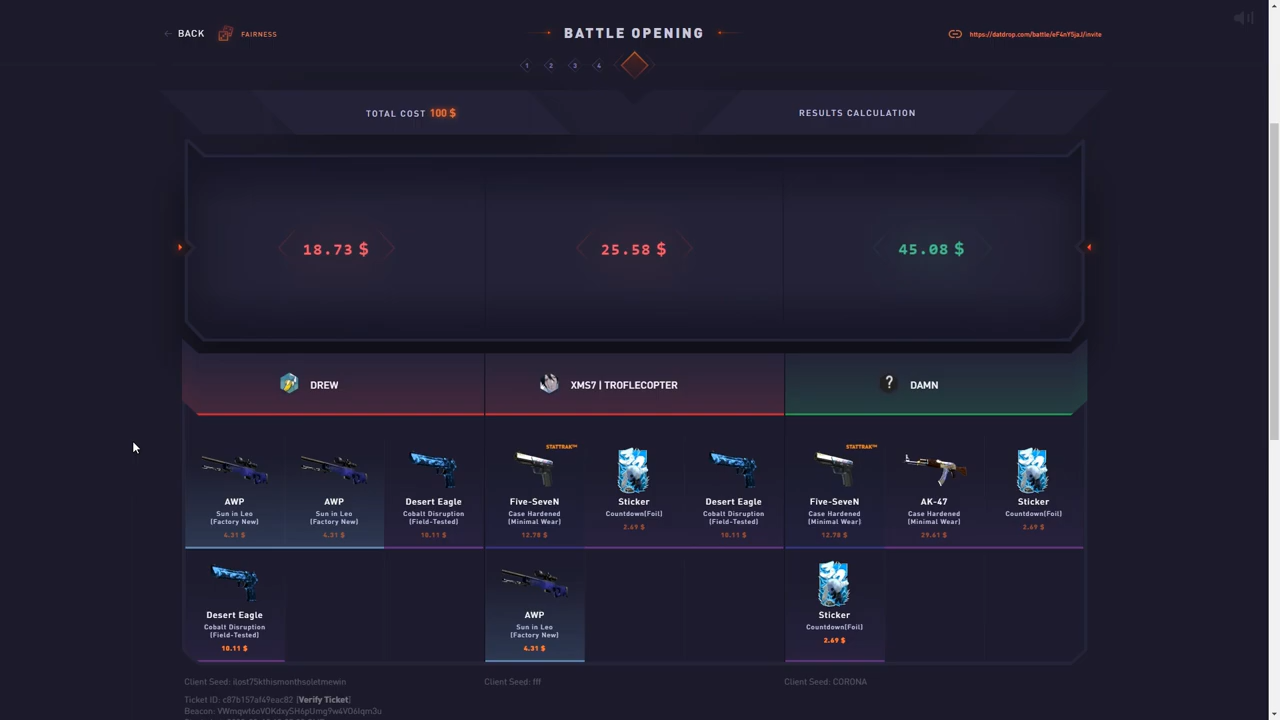 BACK
FAIRNESS
BATTLE OPENING
https://datdrop.com/battle/eF4nYSjaJ/invite
1 2 3 4
TOTAL COST 100 $
RESULTS CALCULATION
18.73 $
25.58 $
45.08 $
DREW
XMS7 | TROFLECOPTER
DAMN
STATTRAK™
STATTRAK™
AWP
Sun in Leo
(Factory New)
4.31 $
AWP
Sun in Leo
(Factory New)
4.31 $
Desert Eagle
Cobalt Disruption
(Field-Tested)
10.11 $
Five-SeveN
Case Hardened
(Minimal Wear)
12.78 $
Sticker
Countdown(Foil)
2.69 $
Desert Eagle
Cobalt Disruption
(Field-Tested)
10.11 $
Five-SeveN
Case Hardened
(Minimal Wear)
12.78 $
AK-47
Case Hardened
(Minimal Wear)
29.61 $
Sticker
Countdown(Foil)
2.69 $
Desert Eagle
Cobalt Disruption
(Field-Tested)
10.11 $
AWP
Sun in Leo
(Factory New)
4.31 $
Sticker
Countdown(Foil)
2.69 $
Client Seed: ilost75kthismonthsoletmewin
Client Seed: fff
Client Seed: CORONA
Ticket ID: c87b157af49eac82 [Verify Ticket]
Beacon: VWmqwt6oVOKdxySH6pUmg9w4VD6Iqm3u